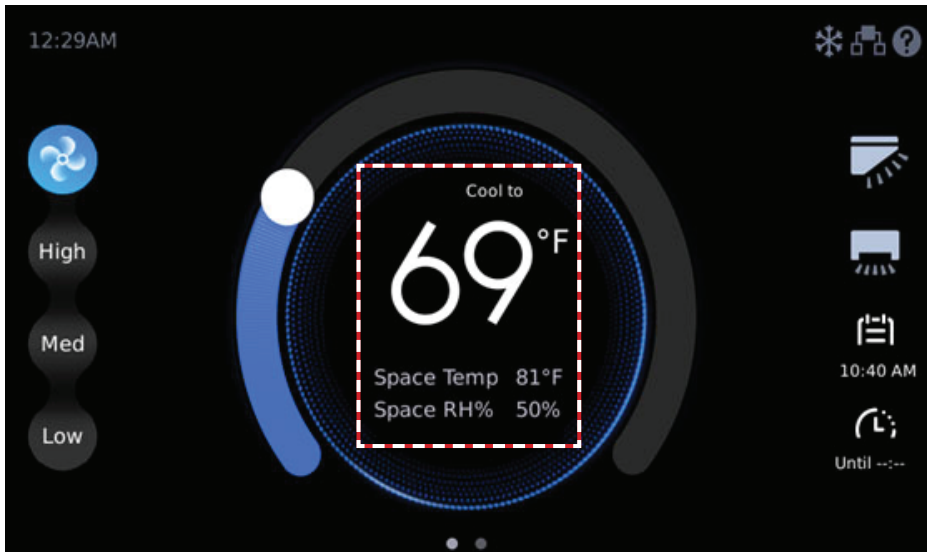 12:29AM
?
Cool to
69°F
Space Temp 81°F
Space RH% 50%
High
Med
Low
10:40 AM
Until --:--